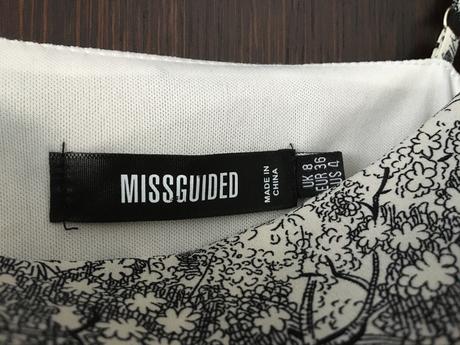 MISSGUIDED
MADE IN
CHINA
UK 8
EUR 36
US 4